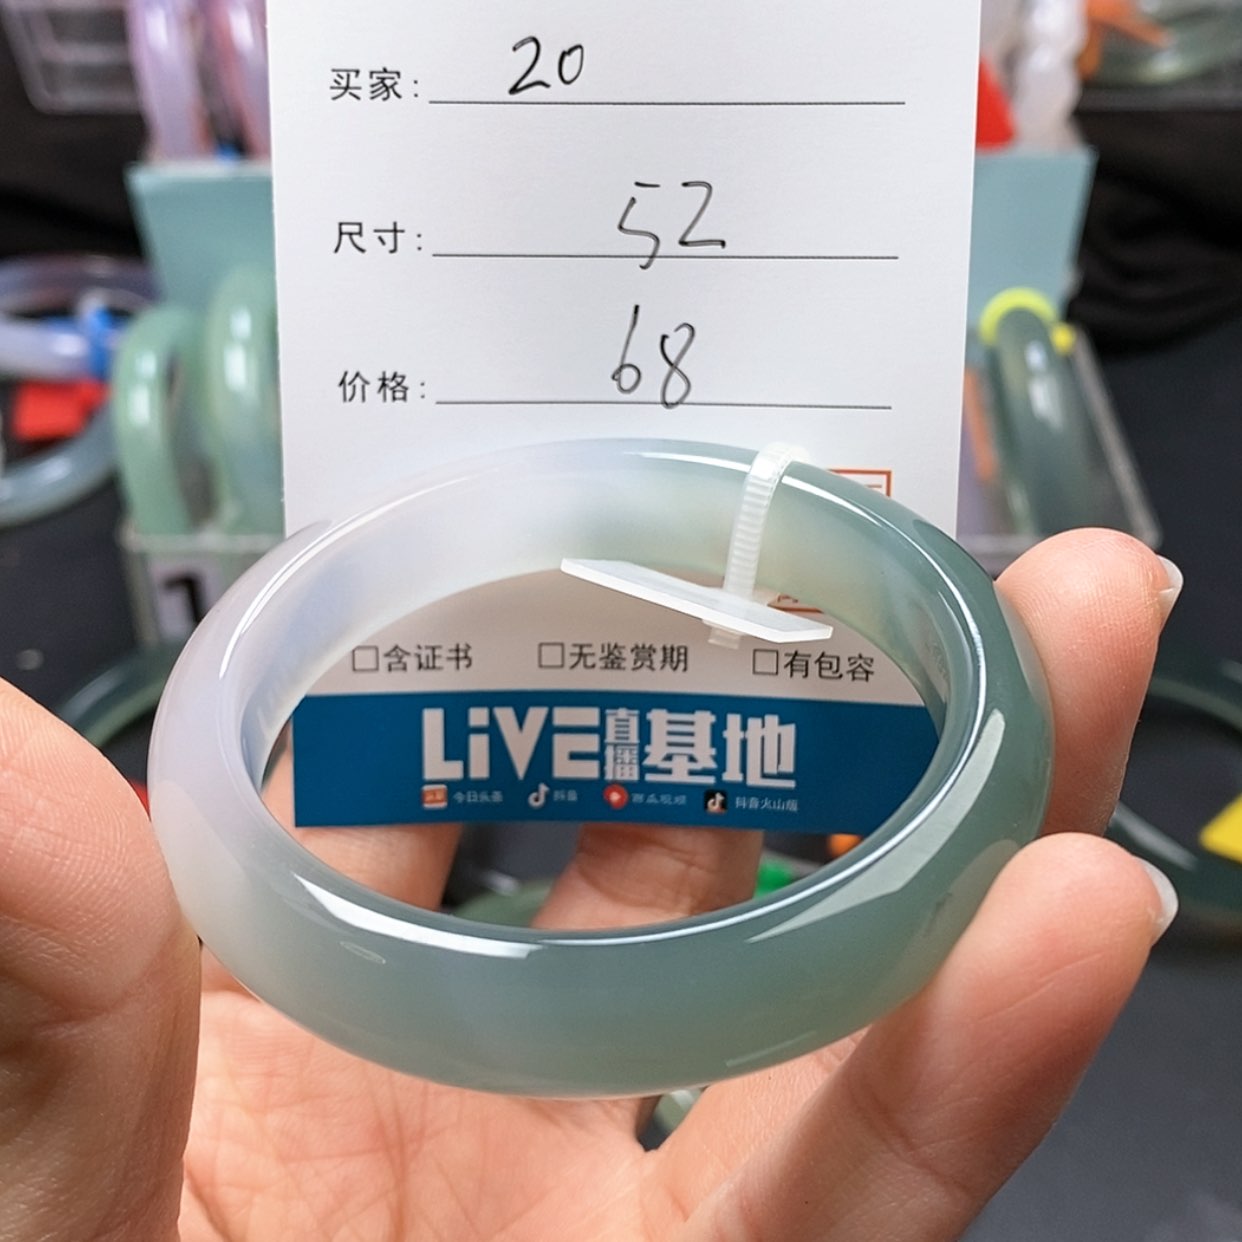 买家: 20
尺寸: 52
价格: 68
□含证书 □无鉴赏期 □有包容
LiVE直播基地
今日头条 抖音 西瓜视频 抖音火山版
1